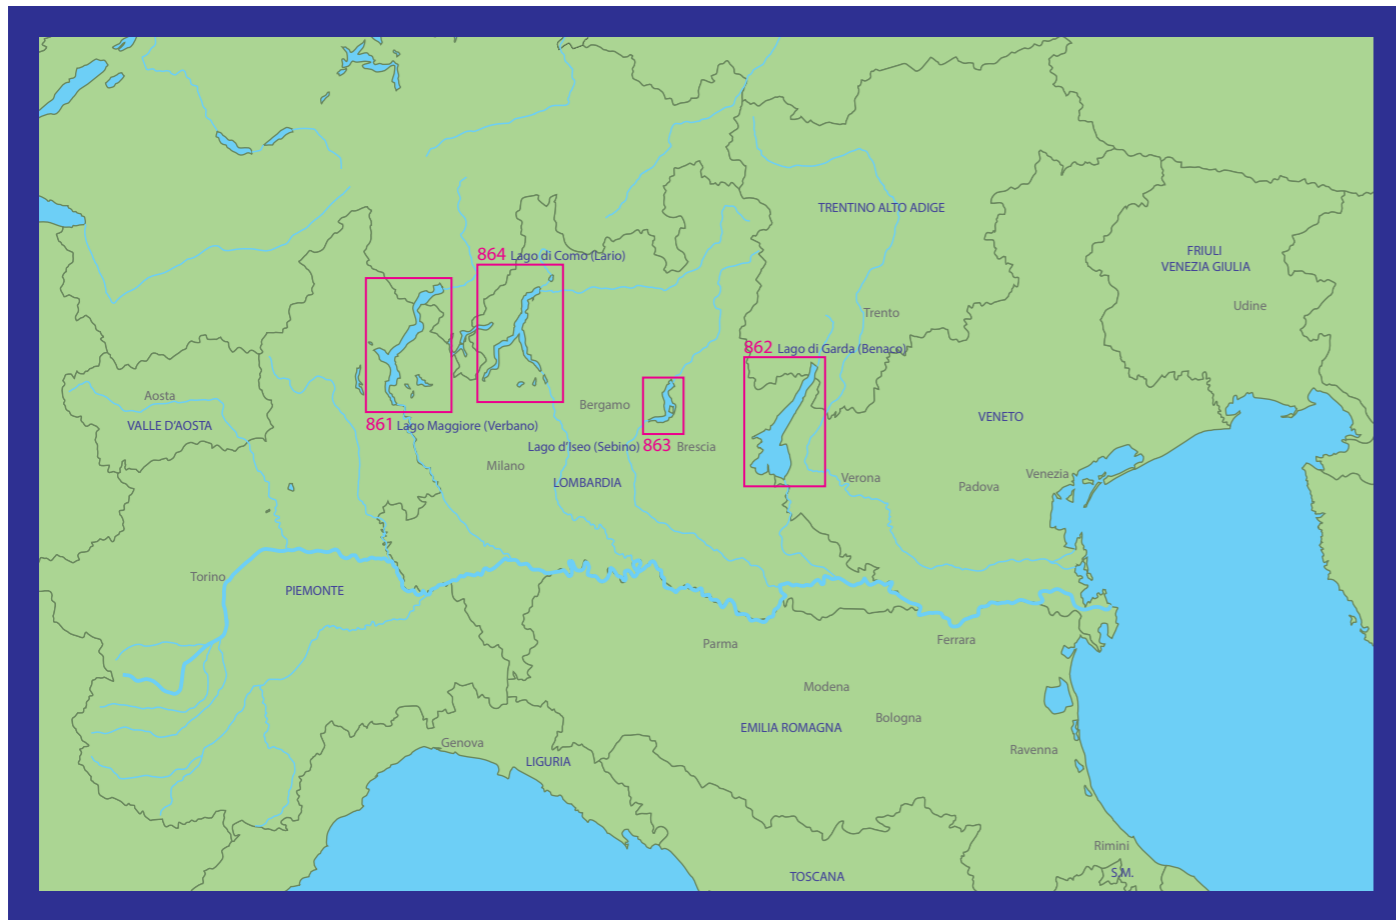 TRENTINO ALTO ADIGE
864 Lago di Como (Lario)
FRIULI
VENEZIA GIULIA
Udine
Trento
862 Lago di Garda (Benaco)
Aosta
Bergamo
VALLE D'AOSTA
861 Lago Maggiore (Verbano)
VENETO
Lago d'Iseo (Sebino) 863 Brescia
Milano
LOMBARDIA
Verona
Padova
Venezia
Torino
PIEMONTE
Parma
Ferrara
Modena
Bologna
EMILIA ROMAGNA
Genova
LIGURIA
Ravenna
Rimini
TOSCANA
S.M.